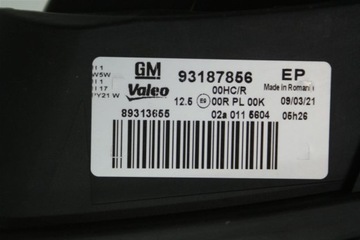 GM 93187856 EP
Valeo 00HC/R Made in Romania
12.5 E9 00R PL 00K 09/03/21
89313655 02a 011 5604 05h26
W5W
PY21 W